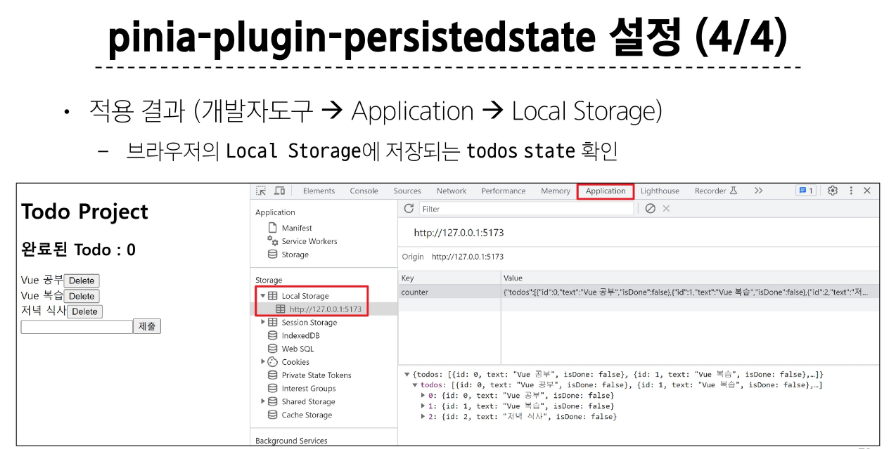 pinia-plugin-persistedstate 설정 (4/4)
• 적용 결과 (개발자도구 → Application → Local Storage)
– 브라우저의 Local Storage에 저장되는 todos state 확인
Todo Project
완료된 Todo : 0
Vue 공부 Delete
Vue 복습 Delete
저녁 식사 Delete
제출
Elements Console Sources Network Performance Memory Application Lighthouse Recorder 1
Application
Manifest
Service Workers
Storage
Storage
Local Storage
http://127.0.0.1:5173
Session Storage
IndexedDB
Web SQL
Cookies
Private State Tokens
Interest Groups
Shared Storage
Cache Storage
Background Services
Filter
http://127.0.0.1:5173
Origin http://127.0.0.1:5173
Key Value
counter {"todos":[{"id":0,"text":"Vue 공부","isDone":false},{"id":1,"text":"Vue 복습","isDone":false},{"id":2,"text":"저...
▼{todos: [{id: 0, text: "Vue 공부", isDone: false}, {id: 1, text: "Vue 복습", isDone: false},…]}
▼todos: [{id: 0, text: "Vue 공부", isDone: false}, {id: 1, text: "Vue 복습", isDone: false},…]
▶0: {id: 0, text: "Vue 공부", isDone: false}
▶1: {id: 1, text: "Vue 복습", isDone: false}
▶2: {id: 2, text: "저녁 식사", isDone: false}